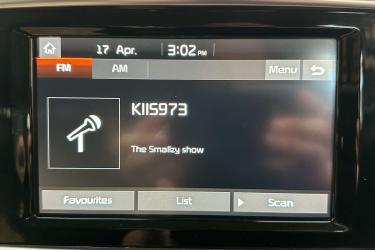 17 Apr. 3:02 PM
FM AM Menu
KIIS973
The Smallzy show
Favourites List Scan